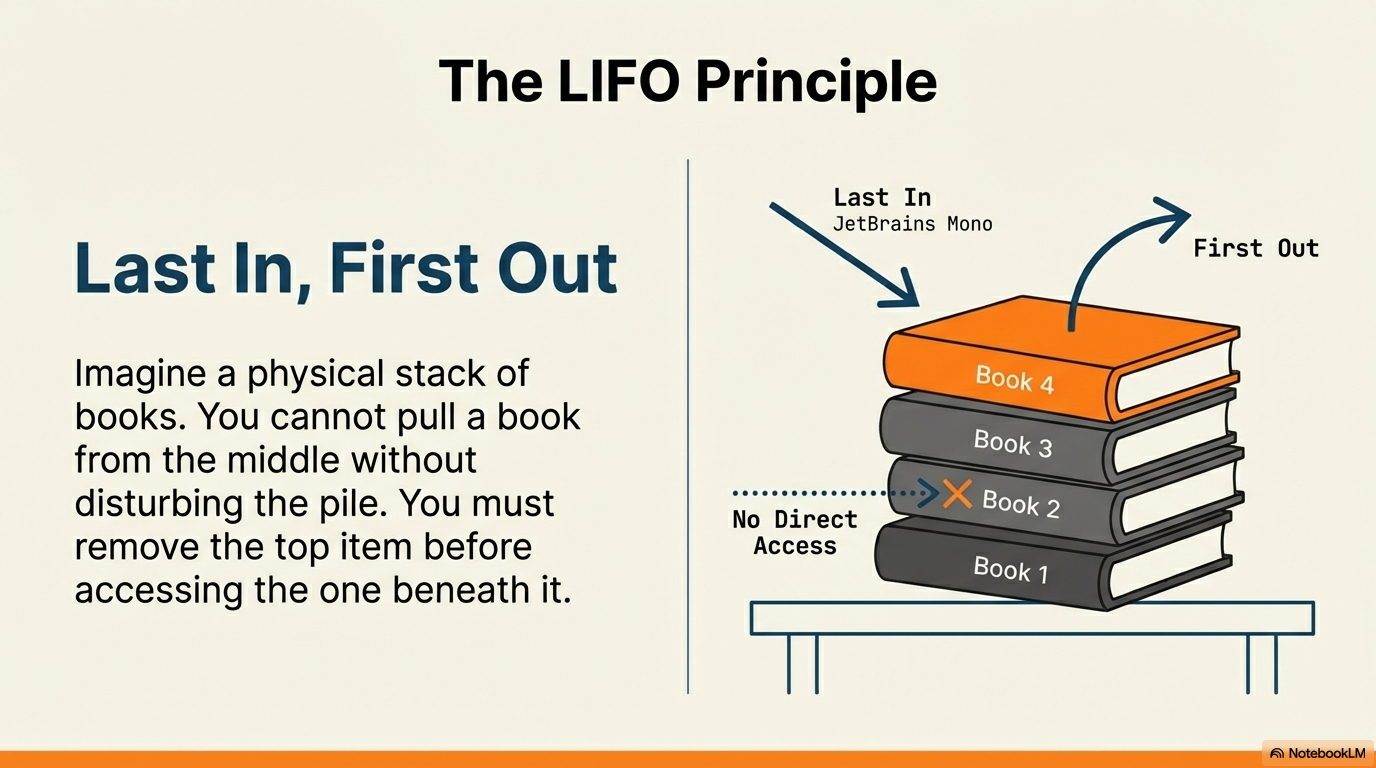 The LIFO Principle
Last In, First Out
Imagine a physical stack of
books. You cannot pull a book
from the middle without
disturbing the pile. You must
remove the top item before
accessing the one beneath it.
Last In
JetBrains Mono
First Out
Book 4
Book 3
Book 2
No Direct
Access
Book 1
NotebookLM